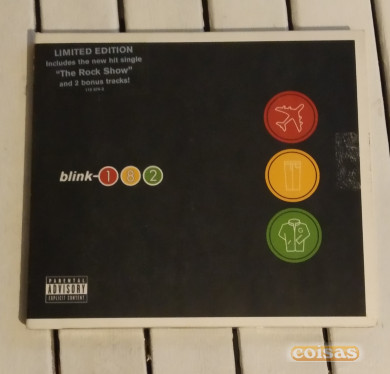 LIMITED EDITION
Includes the new hit single
"The Rock Show"
and 3 bonus tracks!
blink-182
PARENTAL
ADVISORY
EXPLICIT CONTENT
coisas